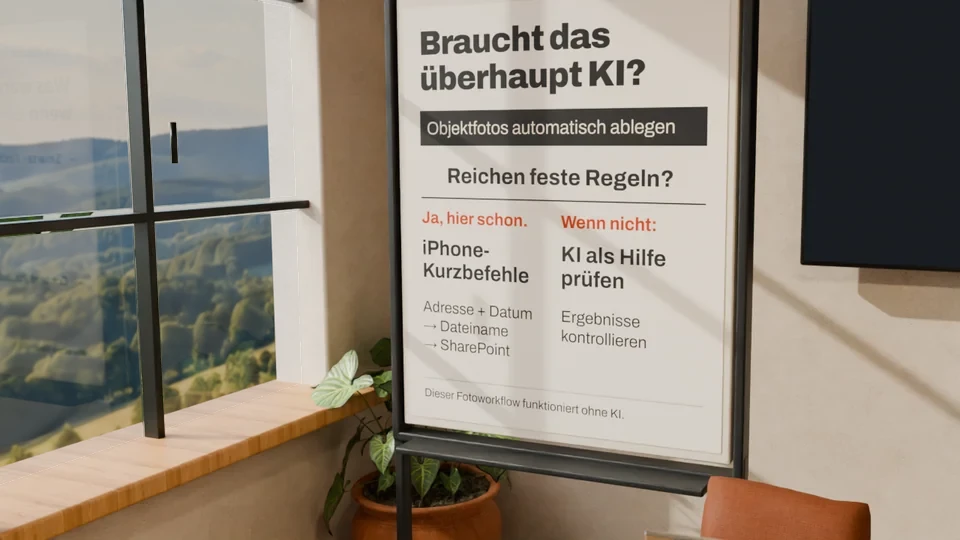 Braucht das
überhaupt KI?
Objektfotos automatisch ablegen
Reichen feste Regeln?
Ja, hier schon.
iPhone-
Kurzbefehle
Adresse + Datum
→ Dateiname
→ SharePoint
Wenn nicht:
KI als Hilfe
prüfen
Ergebnisse
kontrollieren
Dieser Fotoworkflow funktioniert ohne KI.